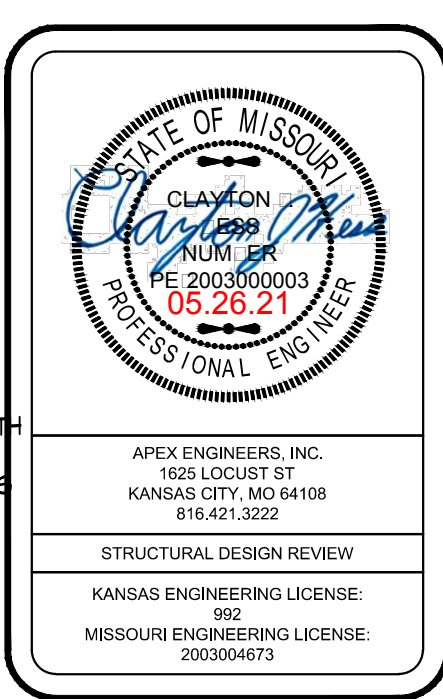 STATE OF MISSOURI
CLAYTON
ESS
NUM ER
PE 2003000003
05.26.21
PROFESSIONAL ENGINEER
TH
APEX ENGINEERS, INC.
1625 LOCUST ST
KANSAS CITY, MO 64108
816.421.3222
STRUCTURAL DESIGN REVIEW
KANSAS ENGINEERING LICENSE:
992
MISSOURI ENGINEERING LICENSE:
2003004673